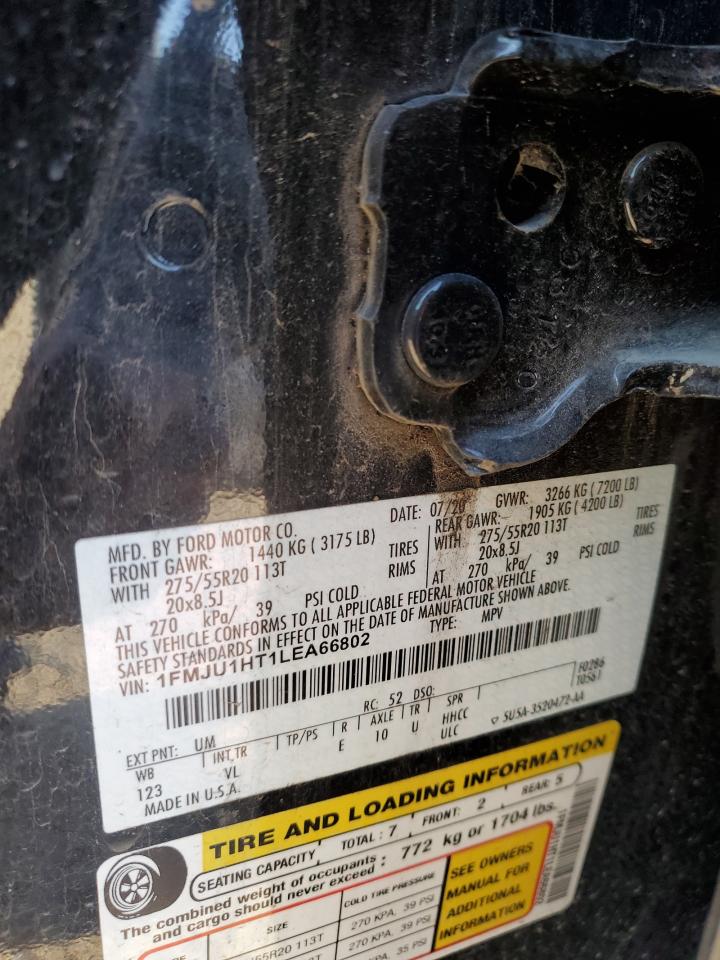 MFD. BY FORD MOTOR CO.
DATE: 07/20 GVWR: 3266 KG ( 7200 LB)
FRONT GAWR: 1440 KG ( 3175 LB)
REAR GAWR: 1905 KG ( 4200 LB)
WITH 275/55R20 113T TIRES
WITH 275/55R20 113T TIRES
20x8.5J RIMS
20x8.5J RIMS
AT 270 kPa/ 39 PSI COLD
AT 270 kPa/ 39 PSI COLD
THIS VEHICLE CONFORMS TO ALL APPLICABLE FEDERAL MOTOR VEHICLE
SAFETY STANDARDS IN EFFECT ON THE DATE OF MANUFACTURE SHOWN ABOVE.
VIN: 1FMJU1HT1LEA66802 TYPE: MPV
F0286
T0561
EXT PNT: UM RC: 52 DSO:
WB INT TR TP/PS R AXLE TR SPR
123 VL E 10 U HHCC
ULC
MADE IN U.S.A.
5U5A-3520472-AA
TIRE AND LOADING INFORMATION
SEATING CAPACITY TOTAL : 7 FRONT: 2 REAR: 5
The combined weight of occupants
and cargo should never exceed : 772 kg or 1704 lbs.
SIZE COLD TIRE PRESSURE
55R20 113T 270 KPA, 39 PSI
270 KPA, 39 PSI
35 PSI
SEE OWNERS
MANUAL FOR
ADDITIONAL
INFORMATION